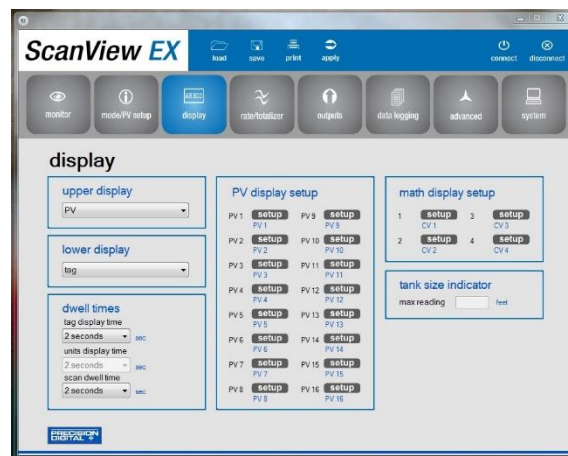 ScanView EX
load save print apply connect disconnect
monitor mode/PV setup display rate/totalizer outputs data logging advanced system
display
upper display
PV
lower display
tag
dwell times
tag display time
2 seconds sec
units display time
2 seconds sec
scan dwell time
2 seconds sec
PV display setup
PV 1 setup PV 9 setup
PV 1 PV 9
PV 2 setup PV 10 setup
PV 2 PV 10
PV 3 setup PV 11 setup
PV 3 PV 11
PV 4 setup PV 12 setup
PV 4 PV 12
PV 5 setup PV 13 setup
PV 5 PV 13
PV 6 setup PV 14 setup
PV 6 PV 14
PV 7 setup PV 15 setup
PV 7 PV 15
PV 8 setup PV 16 setup
PV 8 PV 16
math display setup
1 setup 3 setup
CV 1 CV 3
2 setup 4 setup
CV 2 CV 4
tank size indicator
max reading feet
PRECISION
DIGITAL